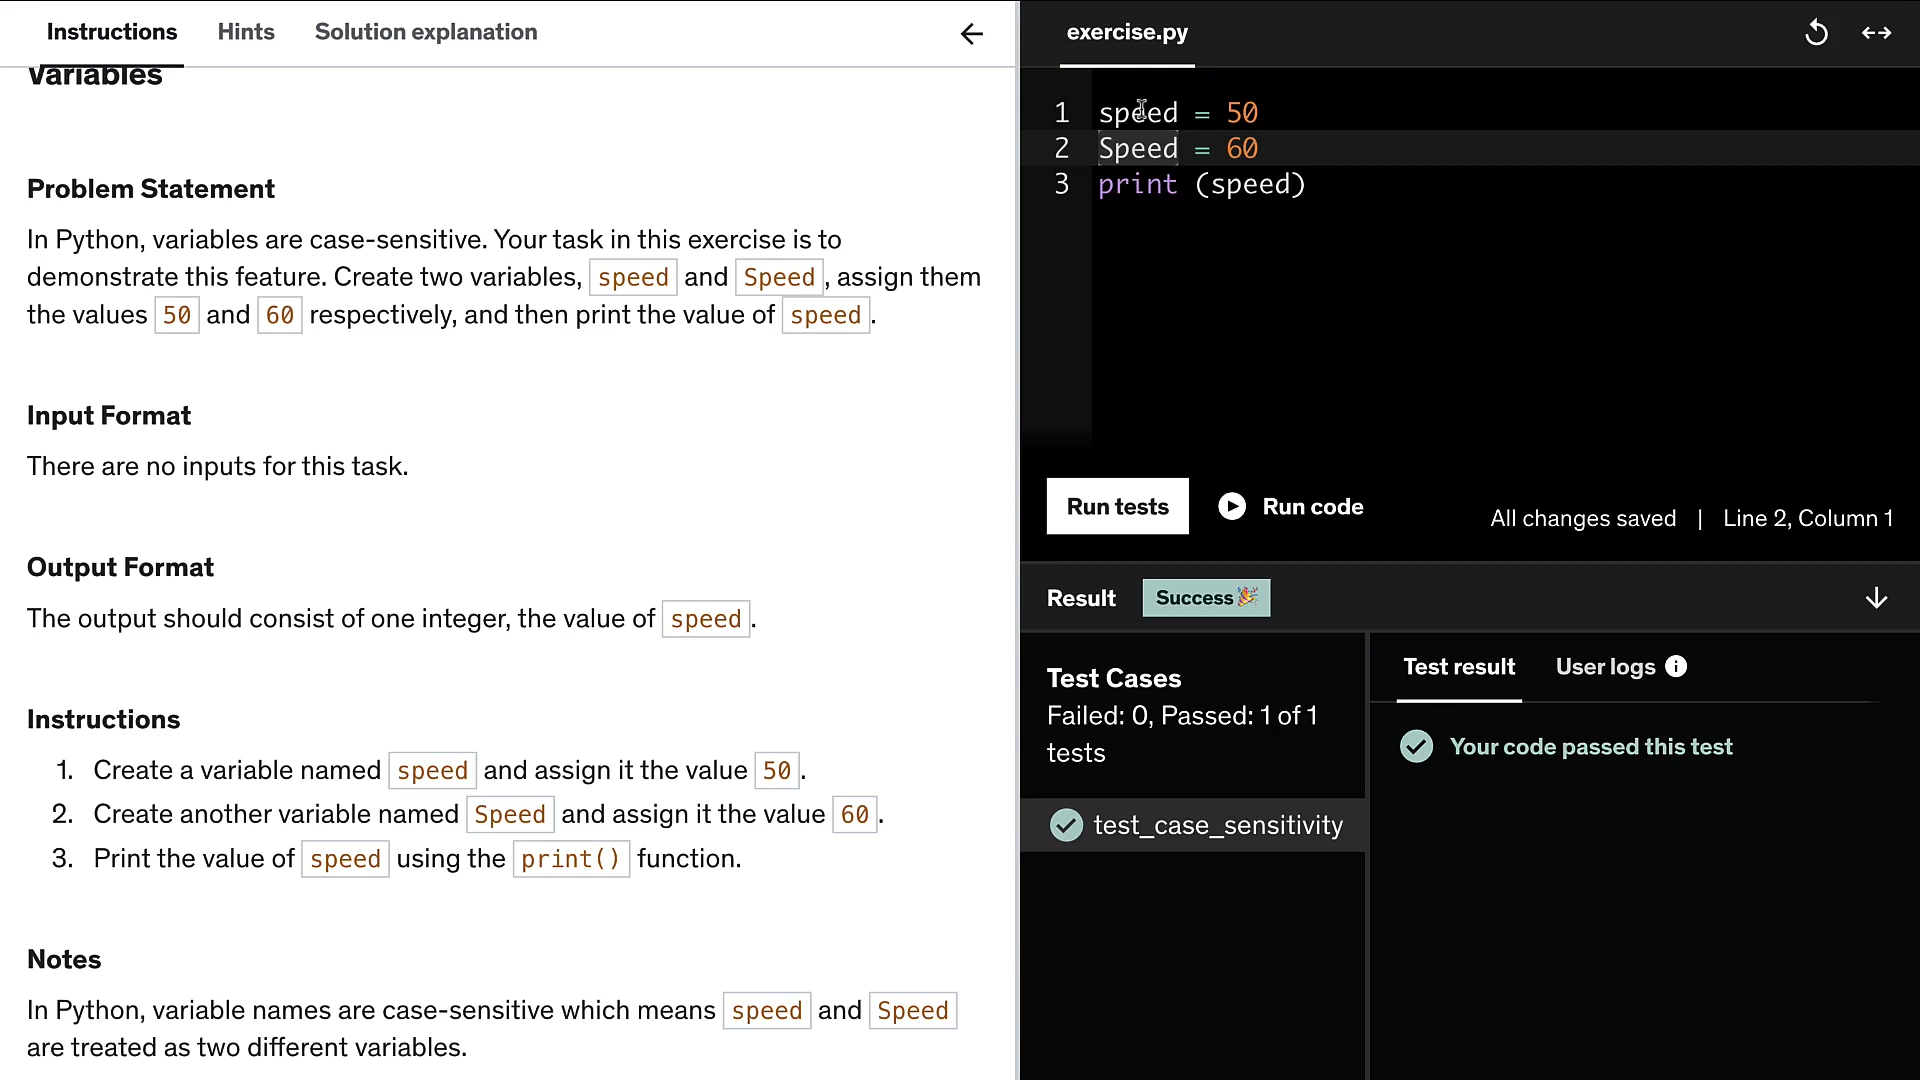 Instructions Hints Solution explanation
Variables
Problem Statement
In Python, variables are case-sensitive. Your task in this exercise is to
demonstrate this feature. Create two variables, speed and Speed, assign them
the values 50 and 60 respectively, and then print the value of speed.
Input Format
There are no inputs for this task.
Output Format
The output should consist of one integer, the value of speed.
Instructions
1. Create a variable named speed and assign it the value 50.
2. Create another variable named Speed and assign it the value 60.
3. Print the value of speed using the print() function.
Notes
In Python, variable names are case-sensitive which means speed and Speed
are treated as two different variables.
exercise.py
1 speed = 50
2 Speed = 60
3 print (speed)
Run tests Run code All changes saved | Line 2, Column 1
Result Success
Test Cases
Failed: 0, Passed: 1 of 1
tests
test_case_sensitivity
Test result User logs
Your code passed this test